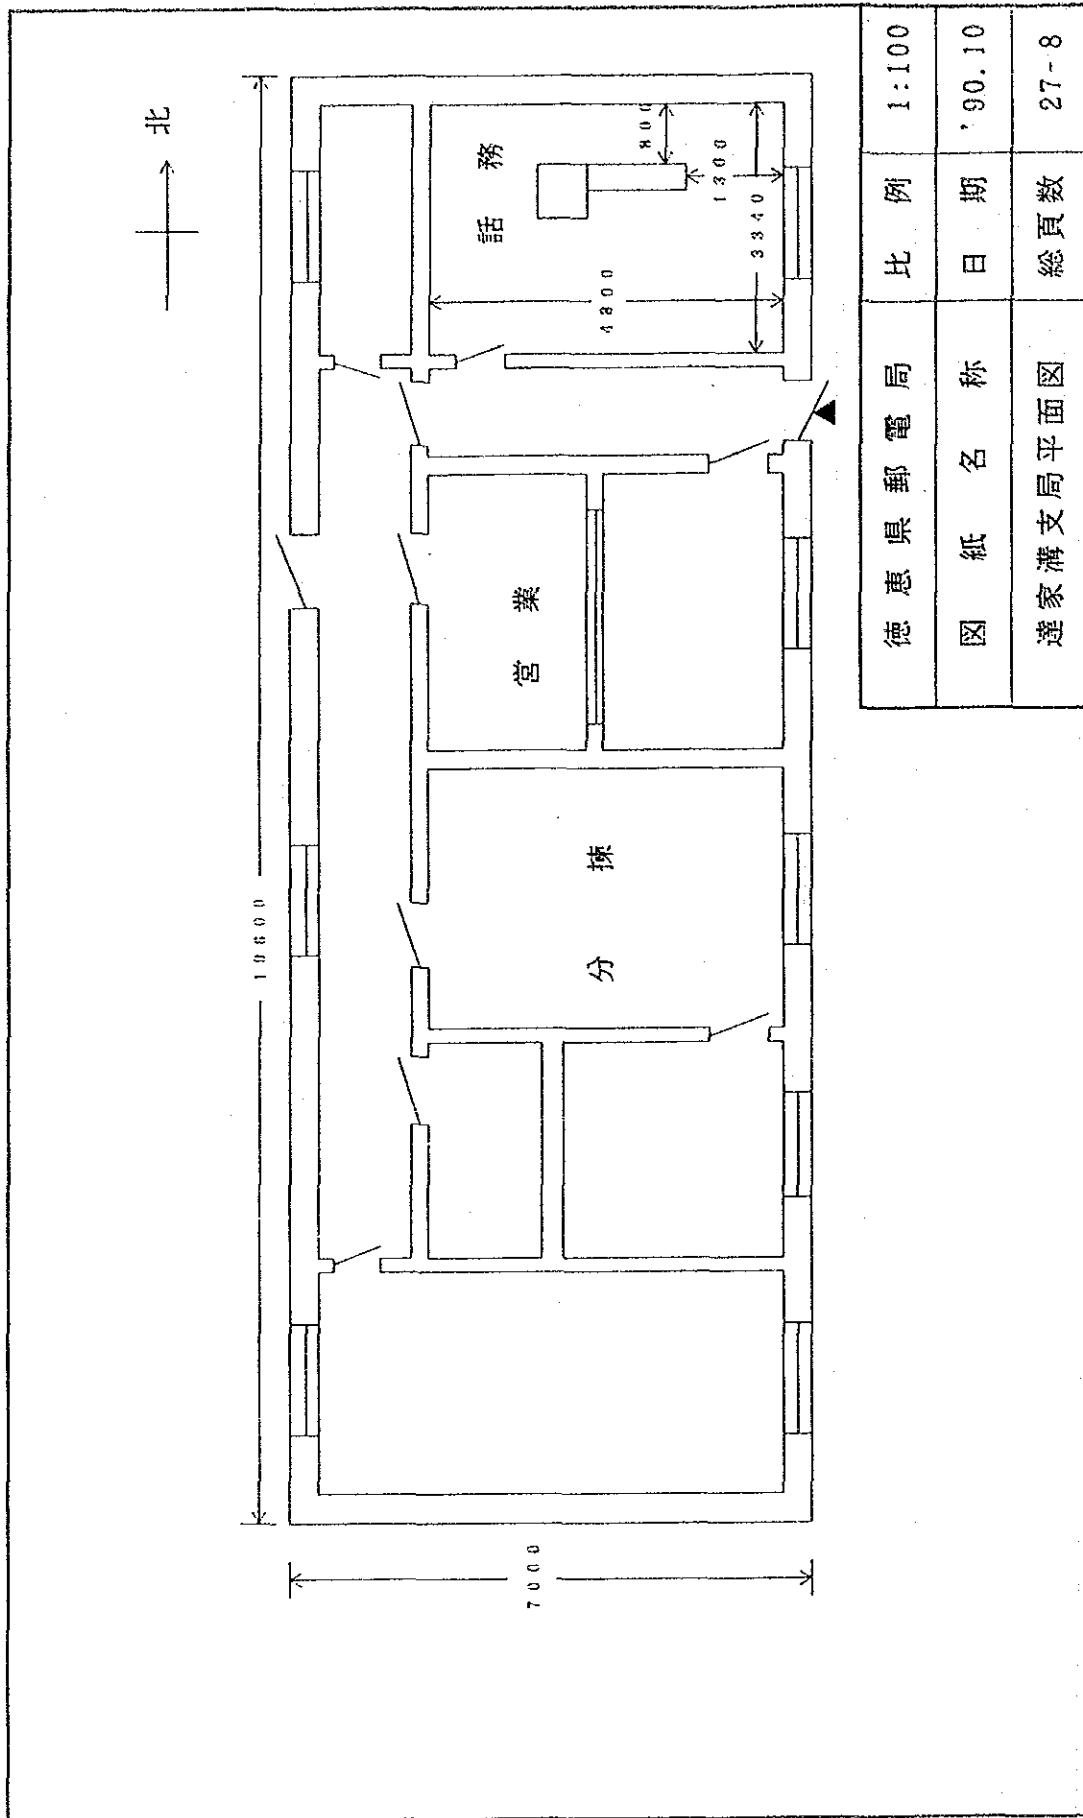 北
19600
7000
話務
800
1300
3340
4800
営業
分揀
徳恵県郵電局 比例 1:100
図紙名称 日期 '90.10
達家溝支局平面図 総頁数 27-8